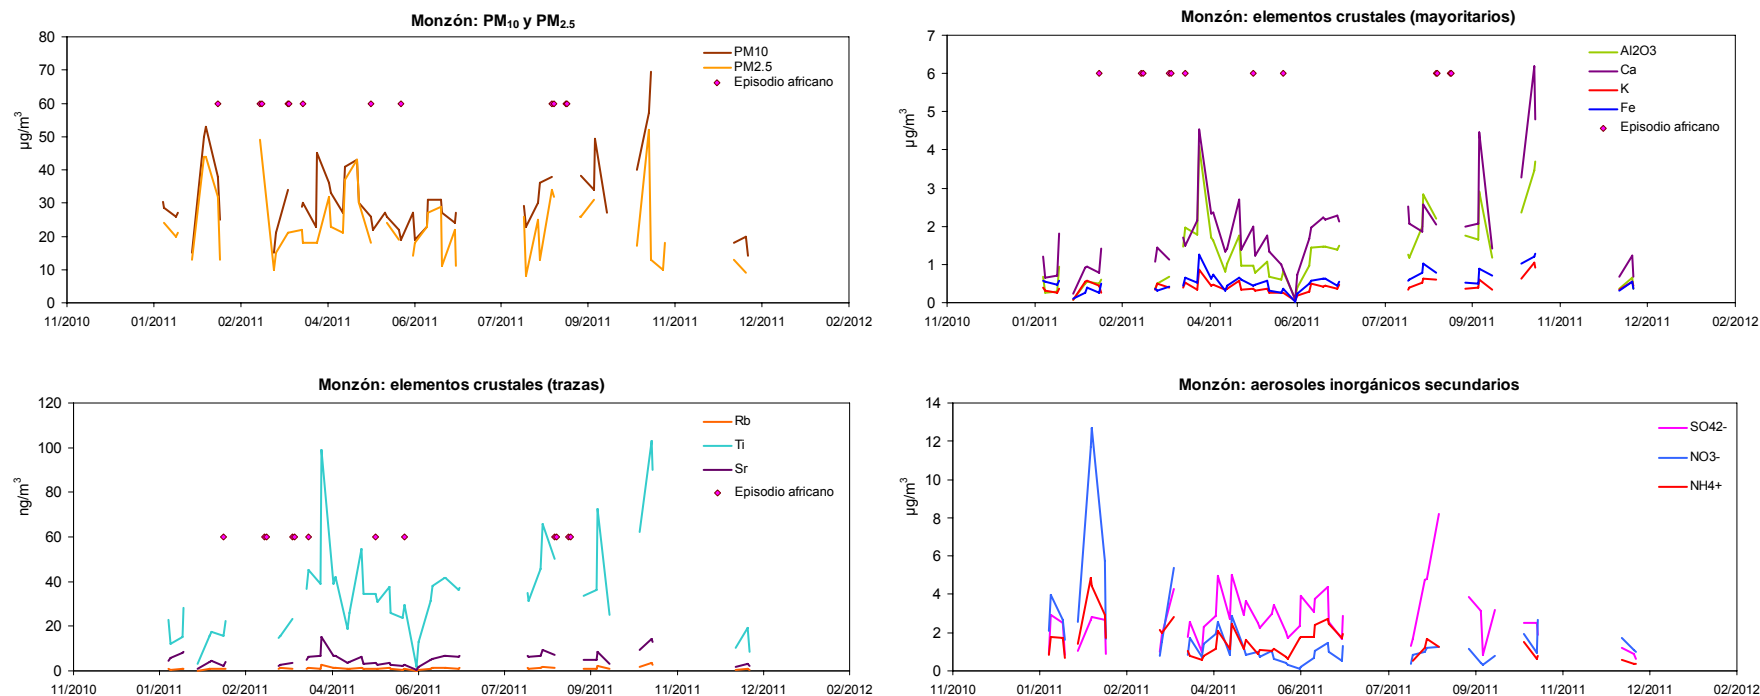 Monzón: PM10 y PM2.5
80
70
60
50
40
30
20
10
0
µg/m3
11/2010 01/2011 02/2011 04/2011 06/2011 07/2011 09/2011 11/2011 12/2011 02/2012
PM10
PM2.5
Episodio africano
Monzón: elementos crustales (mayoritarios)
7
6
5
4
3
2
1
0
µg/m3
11/2010 01/2011 02/2011 04/2011 06/2011 07/2011 09/2011 11/2011 12/2011 02/2012
Al2O3
Ca
K
Fe
Episodio africano
Monzón: elementos crustales (trazas)
120
100
80
60
40
20
0
ng/m3
11/2010 01/2011 02/2011 04/2011 06/2011 07/2011 09/2011 11/2011 12/2011 02/2012
Rb
Ti
Sr
Episodio africano
Monzón: aerosoles inorgánicos secundarios
14
12
10
8
6
4
2
0
µg/m3
11/2010 01/2011 02/2011 04/2011 06/2011 07/2011 09/2011 11/2011 12/2011 02/2012
SO42-
NO3-
NH4+